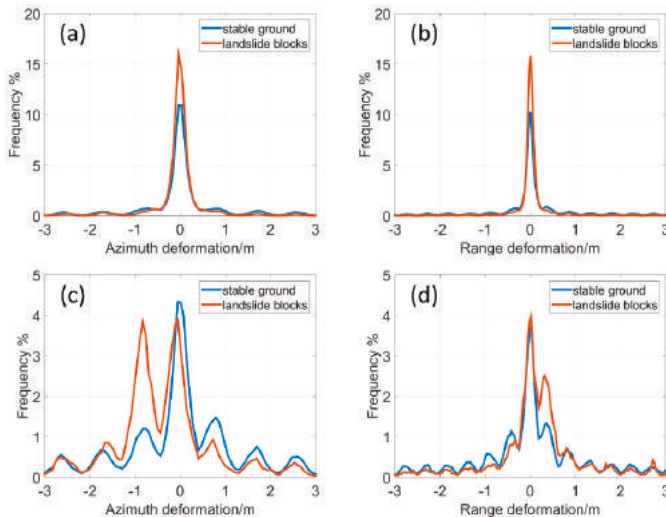 (a)
stable ground
landslide blocks
Frequency %
20
15
10
5
0
-3 -2 -1 0 1 2 3
Azimuth deformation/m
(b)
stable ground
landslide blocks
Frequency %
20
15
10
5
0
-3 -2 -1 0 1 2 3
Range deformation/m
(c)
stable ground
landslide blocks
Frequency %
5
4
3
2
1
0
-3 -2 -1 0 1 2 3
Azimuth deformation/m
(d)
stable ground
landslide blocks
Frequency %
5
4
3
2
1
0
-3 -2 -1 0 1 2 3
Range deformation/m